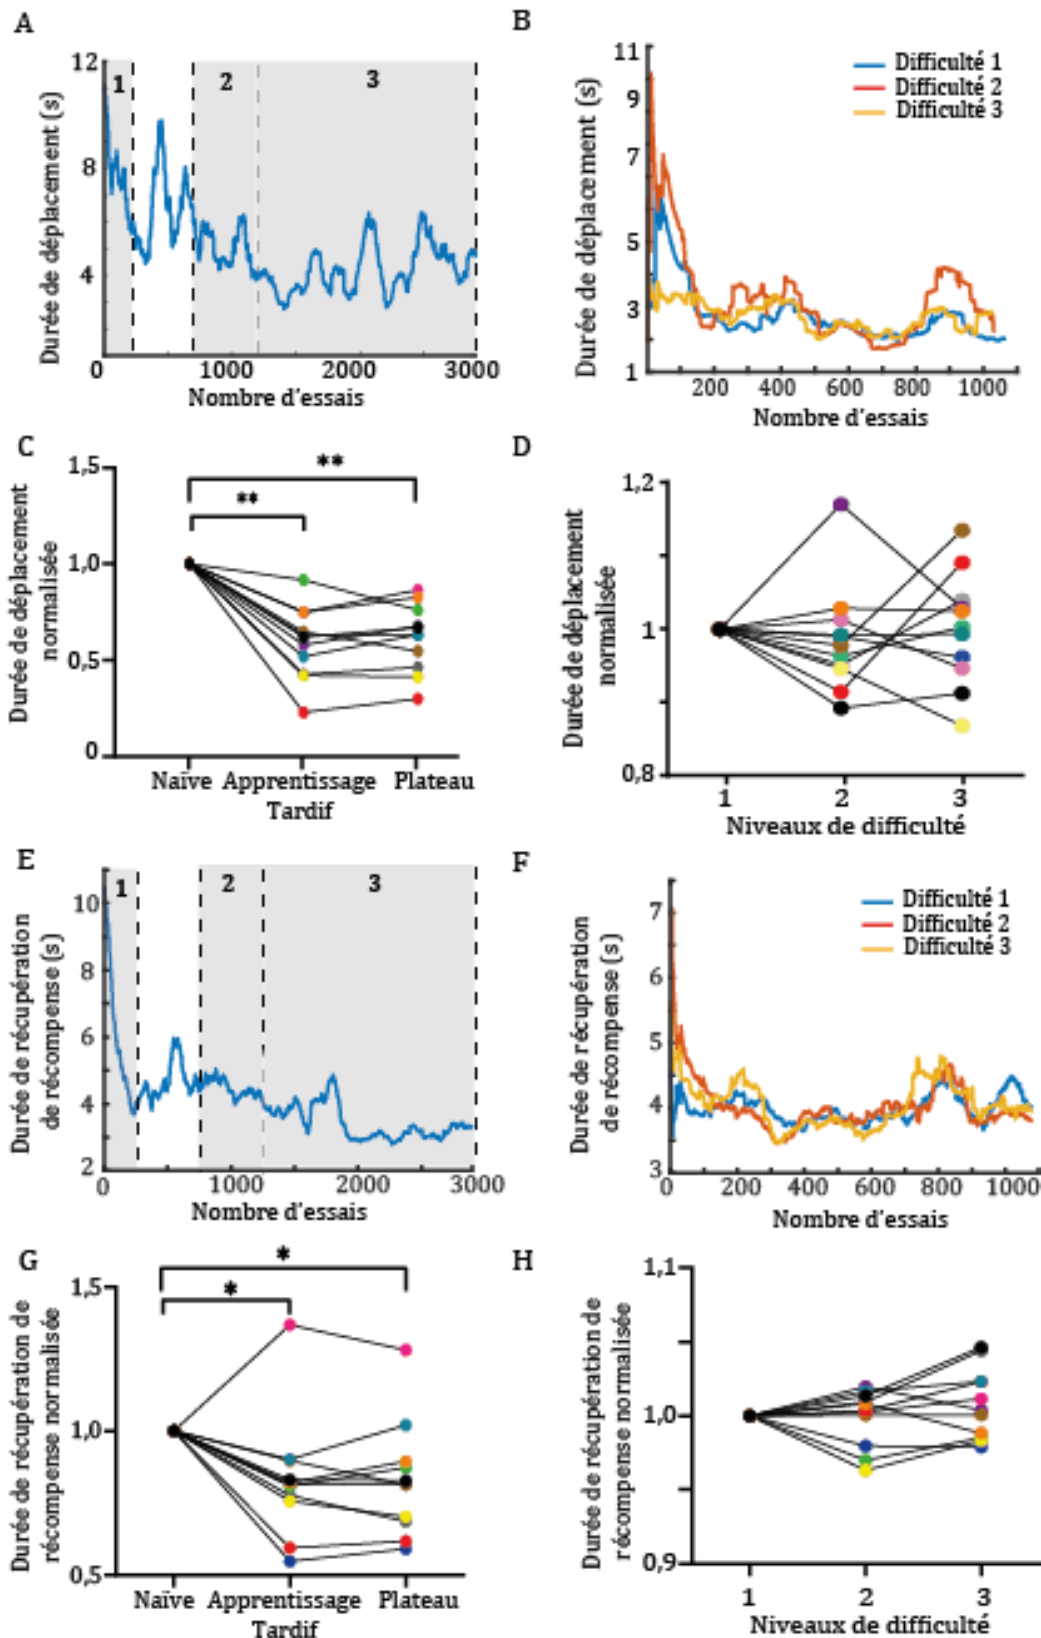 A
12
8
4
0
1
2
3
1000
2000
3000
Durée de déplacement (s)
Nombre d'essais
B
11
9
7
5
3
1
200
400
600
800
1000
Durée de déplacement (s)
Nombre d'essais
Difficulté 1
Difficulté 2
Difficulté 3
C
1,5
1,0
0,5
0
**
**
Durée de déplacement
normalisée
Naïve
Apprentissage
Tardif
Plateau
D
1,2
1
0,8
Durée de déplacement
normalisée
1
2
3
Niveaux de difficulté
E
10
8
6
4
2
1
2
3
0
1000
2000
3000
Durée de récupération
de récompense (s)
Nombre d'essais
F
7
6
5
4
3
0
200
400
600
800
1000
Durée de récupération
de récompense (s)
Nombre d'essais
Difficulté 1
Difficulté 2
Difficulté 3
G
1,5
1,0
0,5
*
*
Durée de récupération de
récompense normalisée
Naïve
Apprentissage
Tardif
Plateau
H
1,1
1,0
0,9
Durée de récupération de
récompense normalisée
1
2
3
Niveaux de difficulté